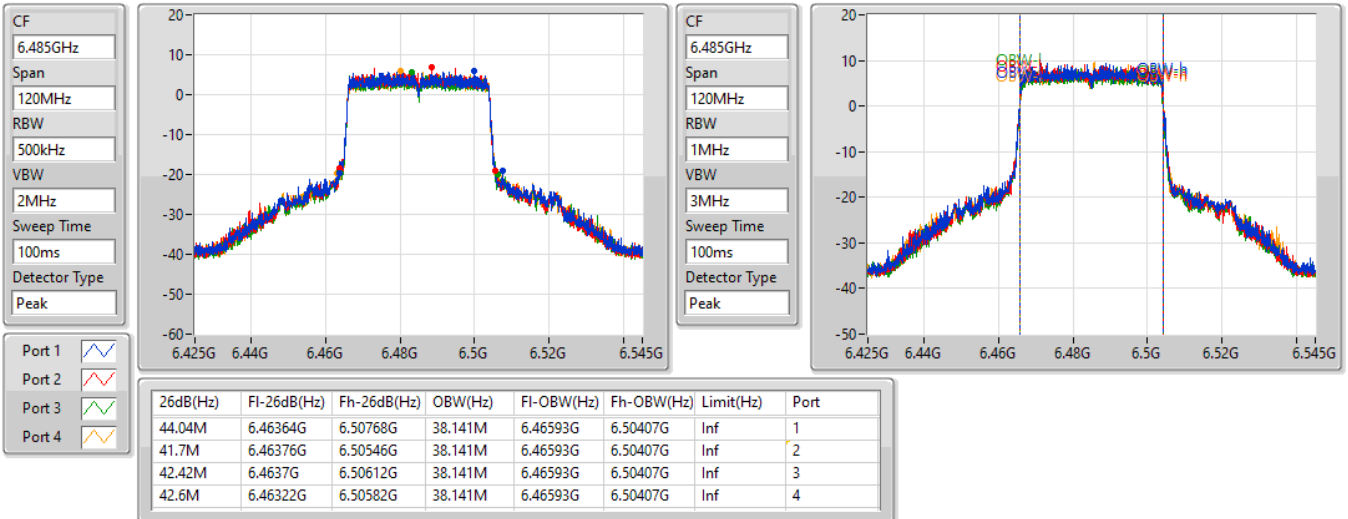 CF
6.485GHz
Span
120MHz
RBW
500kHz
VBW
2MHz
Sweep Time
100ms
Detector Type
Peak
20
10
0
-10
-20
-30
-40
-50
-60
6.425G 6.44G 6.46G 6.48G 6.5G 6.52G 6.545G
CF
6.485GHz
Span
120MHz
RBW
1MHz
VBW
3MHz
Sweep Time
100ms
Detector Type
Peak
20
10
0
-10
-20
-30
-40
-50
6.425G 6.44G 6.46G 6.48G 6.5G 6.52G 6.545G
Port 1
Port 2
Port 3
Port 4
26dB(Hz) Fl-26dB(Hz) Fh-26dB(Hz) OBW(Hz) Fl-OBW(Hz) Fh-OBW(Hz) Limit(Hz) Port
44.04M 6.46364G 6.50768G 38.141M 6.46593G 6.50407G Inf 1
41.7M 6.46376G 6.50546G 38.141M 6.46593G 6.50407G Inf 2
42.42M 6.4637G 6.50612G 38.141M 6.46593G 6.50407G Inf 3
42.6M 6.46322G 6.50582G 38.141M 6.46593G 6.50407G Inf 4